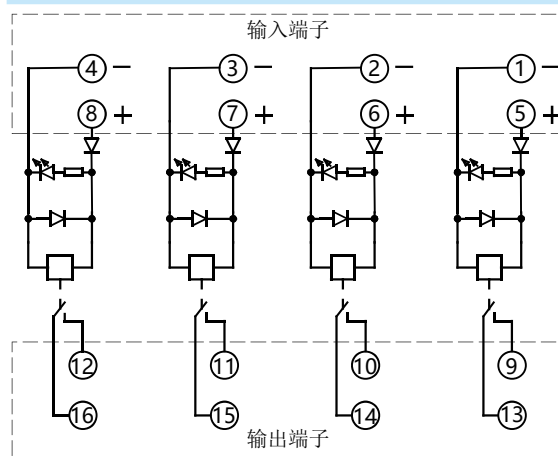 输入端子
④ — ③ — ② — ① —
⑧ + ⑦ + ⑥ + ⑤ +
⑫ ⑪ ⑩ ⑨
⑯ ⑮ ⑭ ⑬
输出端子